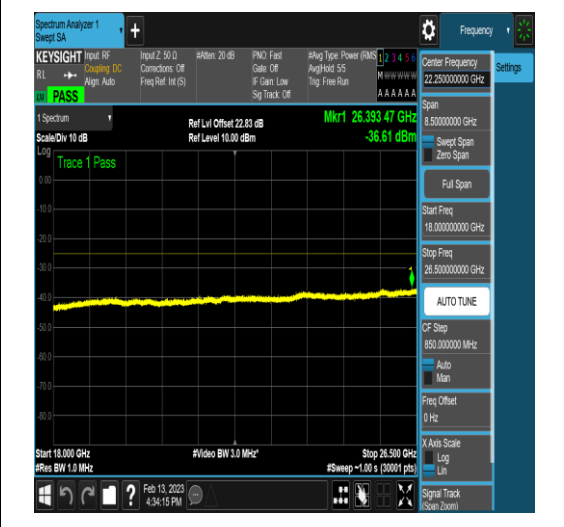 Spectrum Analyzer 1
Swept SA
Frequency
KEYSIGHT
RL
PASS
Input: RF
Coupling: DC
Align: Auto
Input Z: 50 Ω
Corrections: Off
Freq Ref: Int (S)
#Atten: 20 dB
PNO: Fast
Gate: Off
IF Gain: Low
Sig Track: Off
#Avg Type: Power (RMS
Avg|Hold: 5/5
Trig: Free Run
1 2 3 4 5 6
M W W W W W
A A A A A A
1 Spectrum
Scale/Div 10 dB
Log
Ref Lvl Offset 22.83 dB
Ref Level 10.00 dBm
Mkr1 26.393 47 GHz
-36.61 dBm
Trace 1 Pass
0.00
-10.0
-20.0
-30.0
-40.0
-50.0
-60.0
-70.0
-80.0
1
Start 18.000 GHz
#Res BW 1.0 MHz
#Video BW 3.0 MHz*
Stop 26.500 GHz
#Sweep ~1.00 s (30001 pts)
Feb 13, 2023
4:34:15 PM
Center Frequency
22.250000000 GHz
Settings
Span
8.50000000 GHz
Swept Span
Zero Span
Full Span
Start Freq
18.000000000 GHz
Stop Freq
26.500000000 GHz
AUTO TUNE
CF Step
850.000000 MHz
Auto
Man
Freq Offset
0 Hz
X Axis Scale
Log
Lin
Signal Track
(Span Zoom)